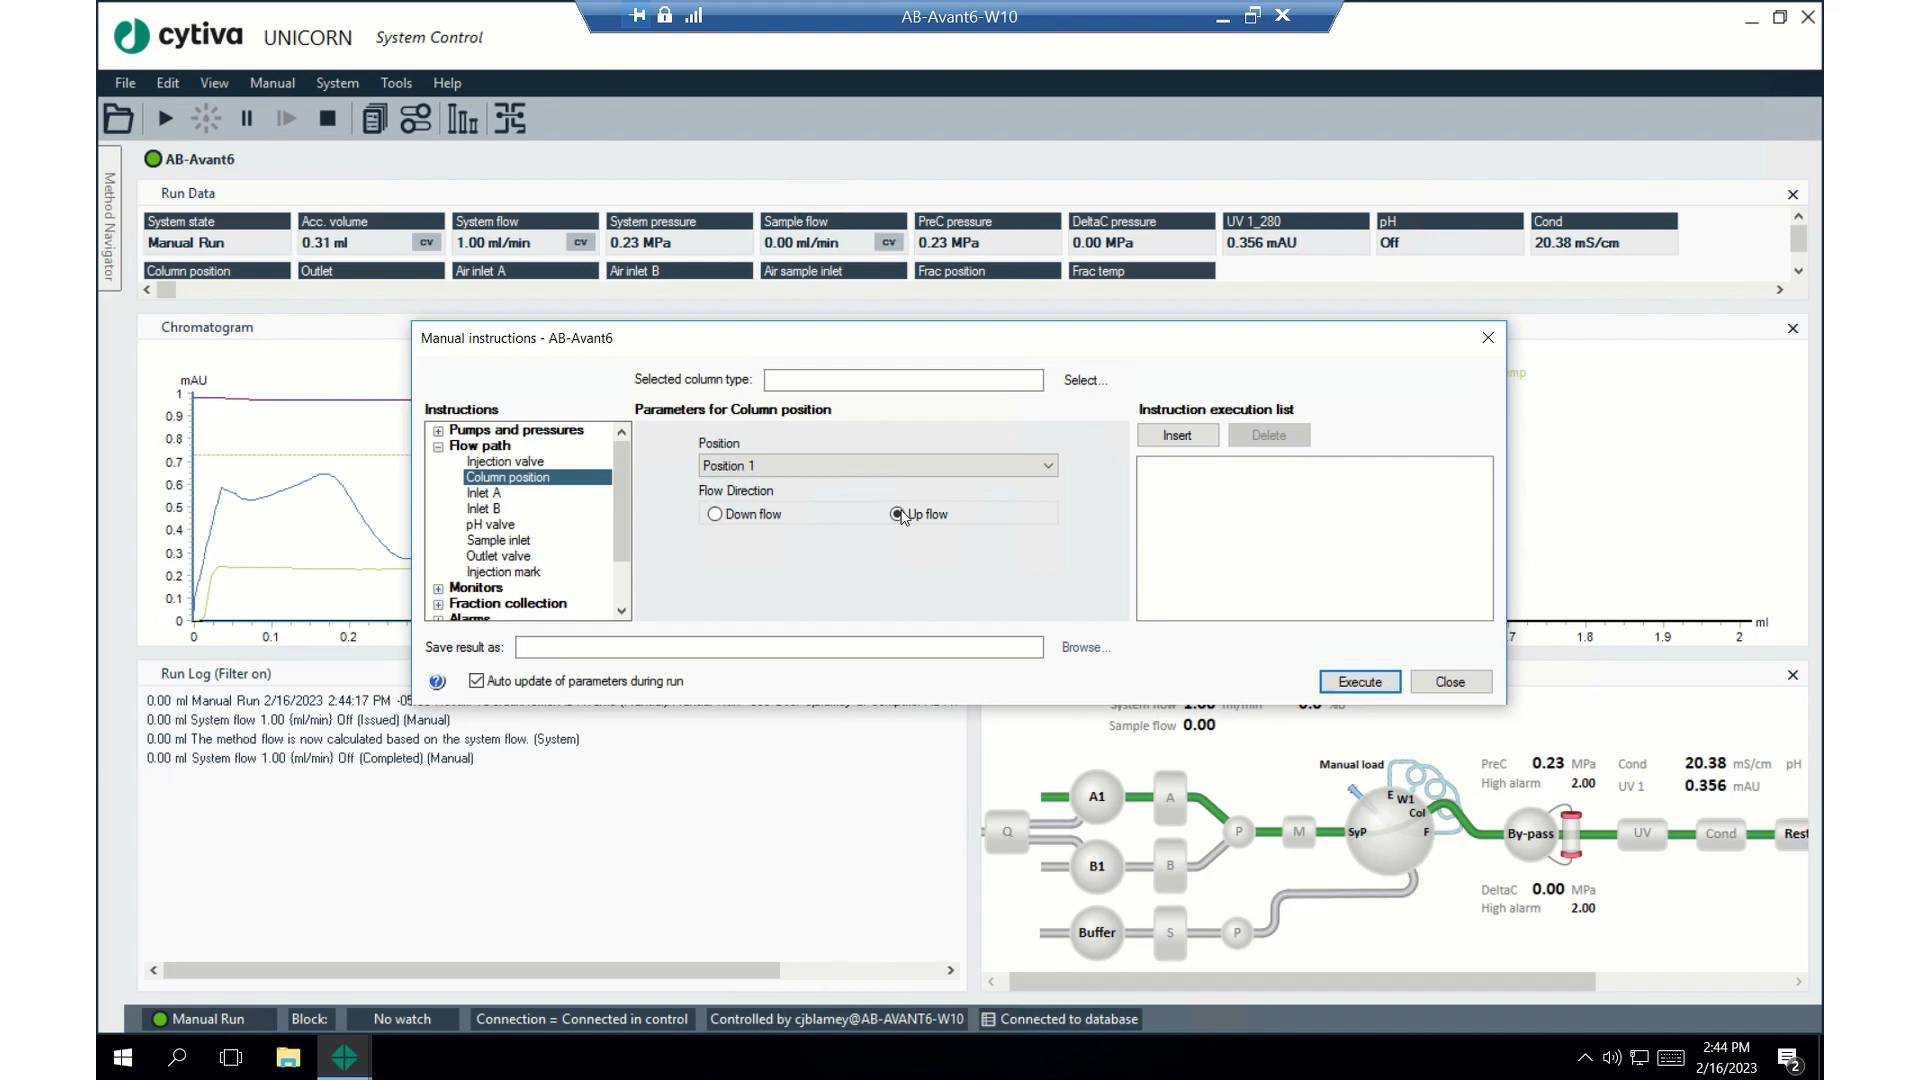 AB-Avant6-W10
cytiva UNICORN System Control
File Edit View Manual System Tools Help
Method Navigator
AB-Avant6
Run Data
System state Acc. volume System flow System pressure Sample flow PreC pressure DeltaC pressure UV 1_280 pH Cond
Manual Run 0.31 ml CV 1.00 ml/min CV 0.23 MPa 0.00 ml/min CV 0.23 MPa 0.00 MPa 0.356 mAU Off 20.38 mS/cm
Column position Outlet Air inlet A Air inlet B Air sample inlet Frac position Frac temp
Chromatogram
mAU
1
0.9
0.8
0.7
0.6
0.5
0.4
0.3
0.2
0.1
0
0 0.1 0.2
Manual instructions - AB-Avant6
Selected column type: Select...
Instructions
Pumps and pressures
Flow path
Injection valve
Column position
Inlet A
Inlet B
pH valve
Sample inlet
Outlet valve
Injection mark
Monitors
Fraction collection
Alarms
Parameters for Column position
Position
Position 1
Flow Direction
Down flow Up flow
Instruction execution list
Insert Delete
Save result as: Browse...
Auto update of parameters during run
Execute Close
1.8 1.9 2 ml
Run Log (Filter on)
0.00 ml Manual Run 2/16/2023 2:44:17 PM
0.00 ml System flow 1.00 {ml/min} Off (Issued) (Manual)
0.00 ml The method flow is now calculated based on the system flow. (System)
0.00 ml System flow 1.00 {ml/min} Off (Completed) (Manual)
System flow 1.00 ml/min 0.0 %B
Sample flow 0.00
Manual load
PreC 0.23 MPa Cond 20.38 mS/cm pH
High alarm 2.00 UV 1 0.356 mAU
Q A1 A B1 B P M
E W1 Col SyP F
By-pass UV Cond Rest
DeltaC 0.00 MPa
High alarm 2.00
Buffer S P
Manual Run Block: No watch Connection = Connected in control Controlled by cjblamey@AB-AVANT6-W10 Connected to database
2:44 PM
2/16/2023
2